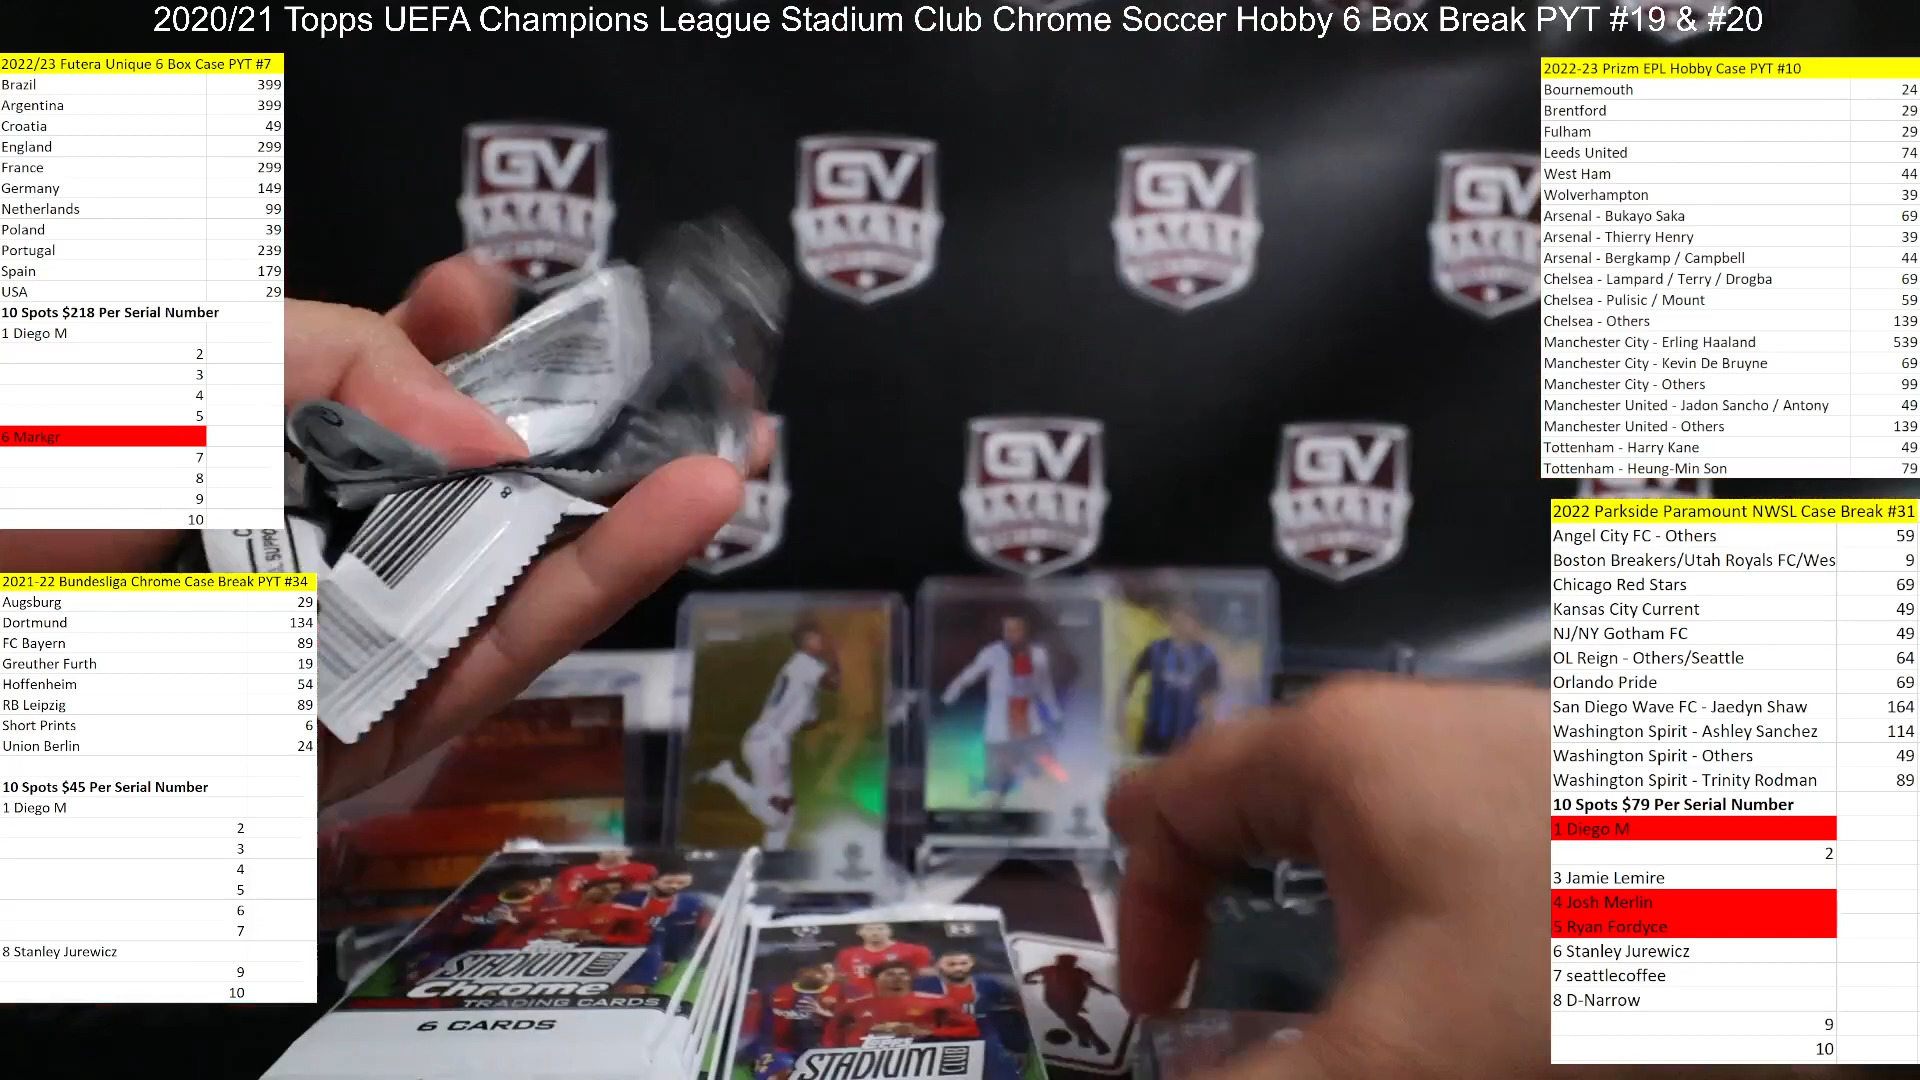 2020/21 Topps UEFA Champions League Stadium Club Chrome Soccer Hobby 6 Box Break PYT #19 & #20
2022/23 Futera Unique 6 Box Case PYT #7
Brazil 399
Argentina 399
Croatia 49
England 299
France 299
Germany 149
Netherlands 99
Poland 39
Portugal 239
Spain 179
USA 29
10 Spots $218 Per Serial Number
1 Diego M
2
3
4
5
6 Markgr
7
8
9
10
2021-22 Bundesliga Chrome Case Break PYT #34
Augsburg 29
Dortmund 134
FC Bayern 89
Greuther Furth 19
Hoffenheim 54
RB Leipzig 89
Short Prints 6
Union Berlin 24
10 Spots $45 Per Serial Number
1 Diego M
2
3
4
5
6
7
8 Stanley Jurewicz
9
10
2022-23 Prizm EPL Hobby Case PYT #10
Bournemouth 24
Brentford 29
Fulham 29
Leeds United 74
West Ham 44
Wolverhampton 39
Arsenal - Bukayo Saka 69
Arsenal - Thierry Henry 39
Arsenal - Bergkamp / Campbell 44
Chelsea - Lampard / Terry / Drogba 69
Chelsea - Pulisic / Mount 59
Chelsea - Others 139
Manchester City - Erling Haaland 539
Manchester City - Kevin De Bruyne 69
Manchester City - Others 99
Manchester United - Jadon Sancho / Antony 49
Manchester United - Others 139
Tottenham - Harry Kane 49
Tottenham - Heung-Min Son 79
2022 Parkside Paramount NWSL Case Break #31
Angel City FC - Others 59
Boston Breakers/Utah Royals FC/Wes 9
Chicago Red Stars 69
Kansas City Current 49
NJ/NY Gotham FC 49
OL Reign - Others/Seattle 64
Orlando Pride 69
San Diego Wave FC - Jaedyn Shaw 164
Washington Spirit - Ashley Sanchez 114
Washington Spirit - Others 49
Washington Spirit - Trinity Rodman 89
10 Spots $79 Per Serial Number
1 Diego M
2
3 Jamie Lemire
4 Josh Merlin
5 Ryan Fordyce
6 Stanley Jurewicz
7 seattlecoffee
8 D-Narrow
9
10
GV
GV
GV
GV
GV
GV
Topps
STADIUM CLUB
Chrome
TRADING CARDS
6 CARDS
Topps
STADIUM CLUB